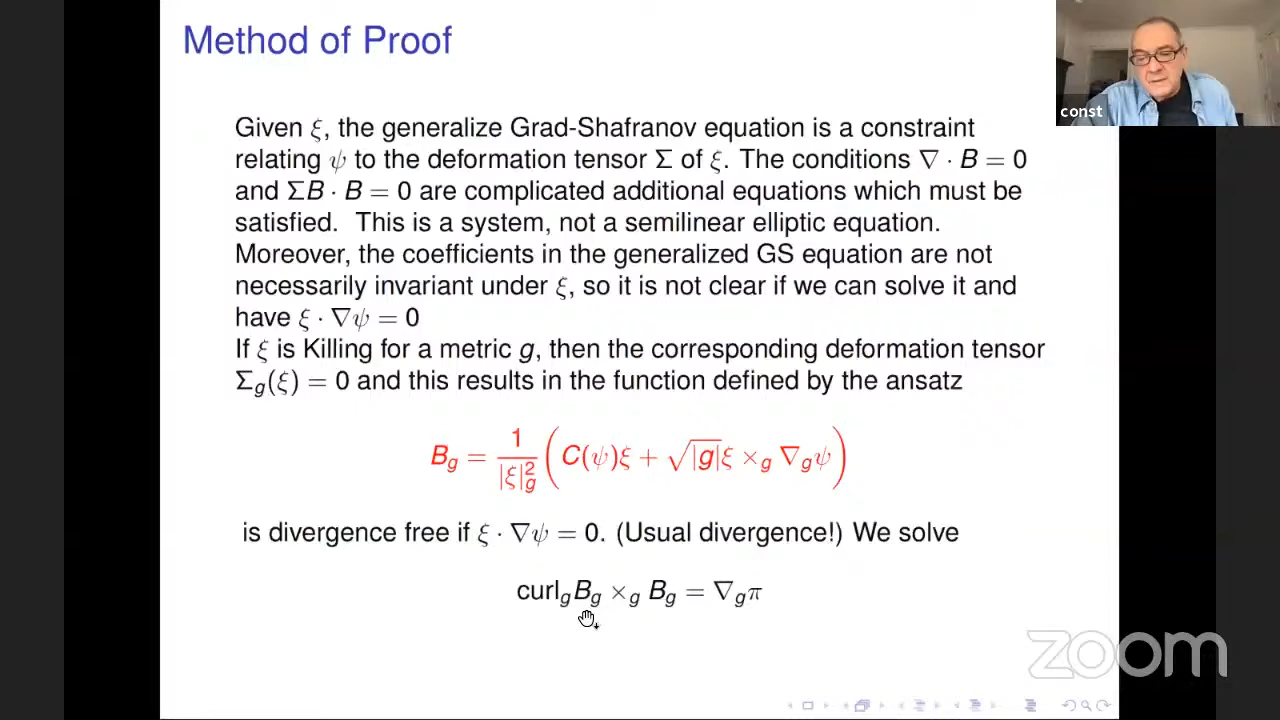 Method of Proof
const
Given ξ, the generalize Grad-Shafranov equation is a constraint
relating ψ to the deformation tensor Σ of ξ. The conditions ∇ · B = 0
and ΣB · B = 0 are complicated additional equations which must be
satisfied. This is a system, not a semilinear elliptic equation.
Moreover, the coefficients in the generalized GS equation are not
necessarily invariant under ξ, so it is not clear if we can solve it and
have ξ · ∇ψ = 0
If ξ is Killing for a metric g, then the corresponding deformation tensor
Σ_g(ξ) = 0 and this results in the function defined by the ansatz
B_g = 1/|ξ|²_g (C(ψ)ξ + √|g|ξ ×_g ∇_gψ)
is divergence free if ξ · ∇ψ = 0. (Usual divergence!) We solve
curl_g B_g ×_g B_g = ∇_gπ
zoom